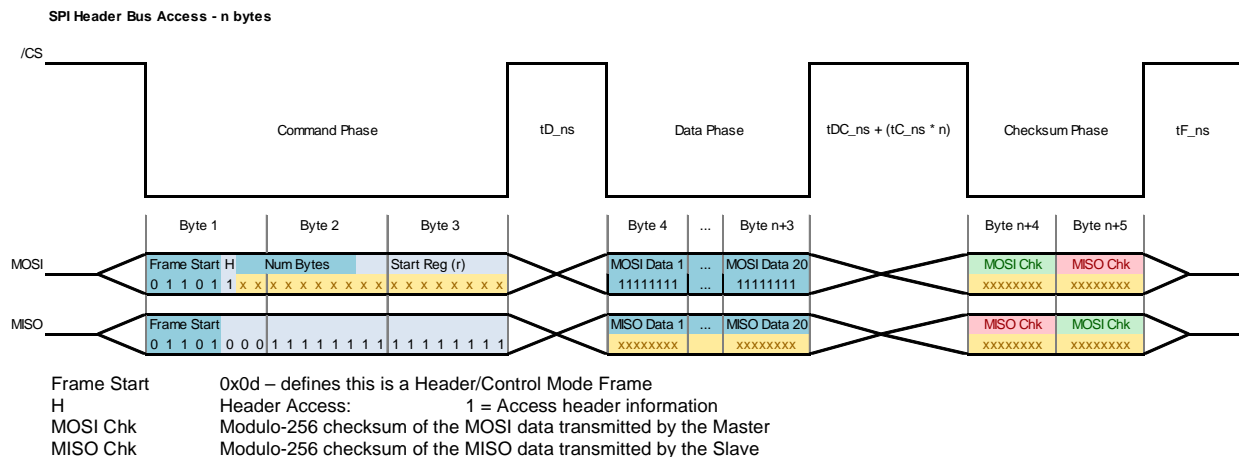 SPI Header Bus Access - n bytes
/CS
Command Phase tD_ns Data Phase tDC_ns + (tC_ns * n) Checksum Phase tF_ns
Byte 1 Byte 2 Byte 3 Byte 4 ... Byte n+3 Byte n+4 Byte n+5
MOSI Frame Start H Num Bytes Start Reg (r) MOSI Data 1 ... MOSI Data 20 MOSI Chk MISO Chk
0 1 1 0 1 1 x x x x x x x x x x x x x x x x x x 11111111 ... 11111111 xxxxxxxx xxxxxxxx
MISO Frame Start MISO Data 1 ... MISO Data 20 MISO Chk MOSI Chk
0 1 1 0 1 0 0 0 1 1 1 1 1 1 1 1 1 1 1 1 1 1 1 1 xxxxxxxx xxxxxxxx xxxxxxxx xxxxxxxx
Frame Start 0x0d – defines this is a Header/Control Mode Frame
H Header Access: 1 = Access header information
MOSI Chk Modulo-256 checksum of the MOSI data transmitted by the Master
MISO Chk Modulo-256 checksum of the MISO data transmitted by the Slave